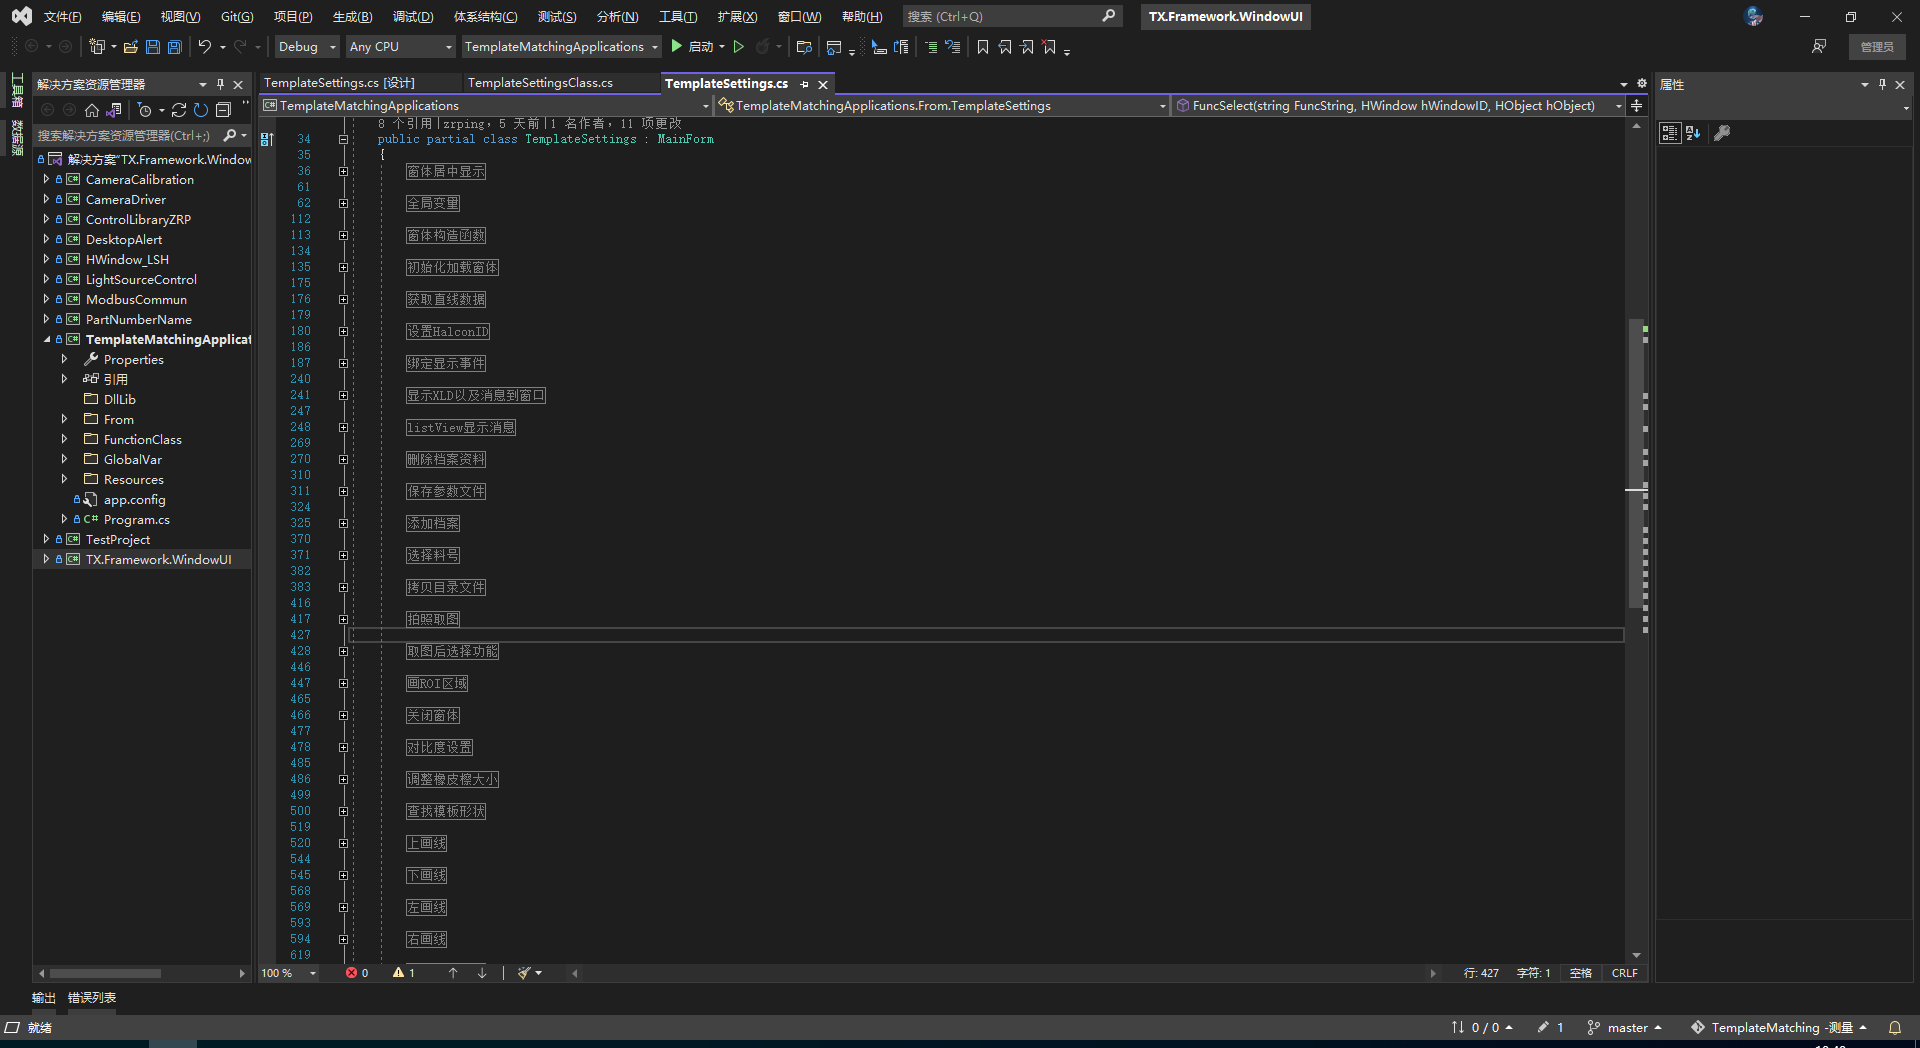 文件(F) 编辑(E) 视图(V) Git(G) 项目(P) 生成(B) 调试(D) 体系结构(C) 测试(S) 分析(N) 工具(T) 扩展(X) 窗口(W) 帮助(H) 搜索 (Ctrl+Q) TX.Framework.WindowUI
Debug Any CPU TemplateMatchingApplications 启动 管理员
工具箱
数据源
解决方案资源管理器
搜索解决方案资源管理器(Ctrl+;)
解决方案"TX.Framework.Window
CameraCalibration
CameraDriver
ControlLibraryZRP
DesktopAlert
HWindow_LSH
LightSourceControl
ModbusCommun
PartNumberName
TemplateMatchingApplicat
Properties
引用
DllLib
From
FunctionClass
GlobalVar
Resources
app.config
C# Program.cs
TestProject
TX.Framework.WindowUI
TemplateSettings.cs [设计] TemplateSettingsClass.cs TemplateSettings.cs
TemplateMatchingApplications TemplateMatchingApplications.From.TemplateSettings FuncSelect(string FuncString, HWindow hWindowID, HObject hObject)
8 个引用|zrping，5 天前|1 名作者，11 项更改
34 public partial class TemplateSettings : MainForm
35 {
36 窗体居中显示
61
62 全局变量
112
113 窗体构造函数
134
135 初始化加载窗体
175
176 获取直线数据
179
180 设置HalconID
186
187 绑定显示事件
240
241 显示XLD以及消息到窗口
247
248 listView显示消息
269
270 删除档案资料
310
311 保存参数文件
324
325 添加档案
370
371 选择料号
382
383 拷贝目录文件
416
417 拍照取图
427
428 取图后选择功能
446
447 画ROI区域
465
466 关闭窗体
477
478 对比度设置
485
486 调整橡皮檫大小
499
500 查找模板形状
519
520 上画线
544
545 下画线
568
569 左画线
593
594 右画线
619
100 % 0 1 行: 427 字符: 1 空格 CRLF
属性
输出 错误列表
就绪 0 / 0 1 master TemplateMatching -测量